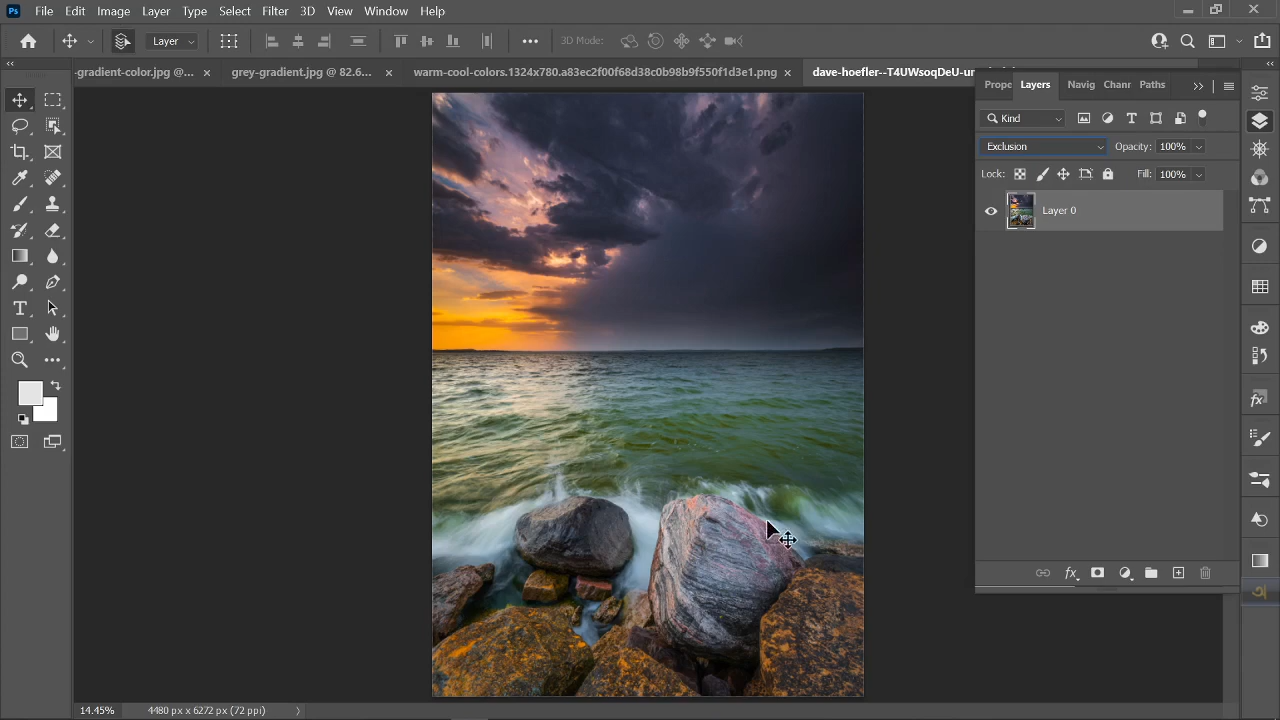 Ps File Edit Image Layer Type Select Filter 3D View Window Help
Layer 3D Mode:
-gradient-color.jpg @... × grey-gradient.jpg @ 82.6... × warm-cool-colors.1324x780.a83ec2f00f68d38c0b98b9f550f1d3e1.png × dave-hoefler--T4UWsoqDeU-un
Prope Layers Navig Chanr Paths
Kind
Exclusion Opacity: 100%
Lock: Fill: 100%
Layer 0
fx
14.45% 4480 px x 6272 px (72 ppi)